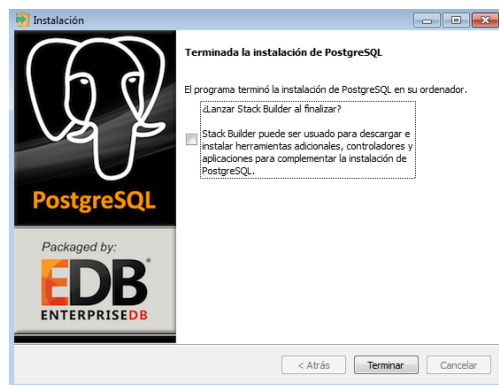 Instalación
Terminada la instalación de PostgreSQL
El programa terminó la instalación de PostgreSQL en su ordenador.
¿Lanzar Stack Builder al finalizar?
Stack Builder puede ser usado para descargar e
instalar herramientas adicionales, controladores y
aplicaciones para complementar la instalación de
PostgreSQL.
PostgreSQL
Packaged by:
EDB
ENTERPRISEDB
< Atrás
Terminar
Cancelar